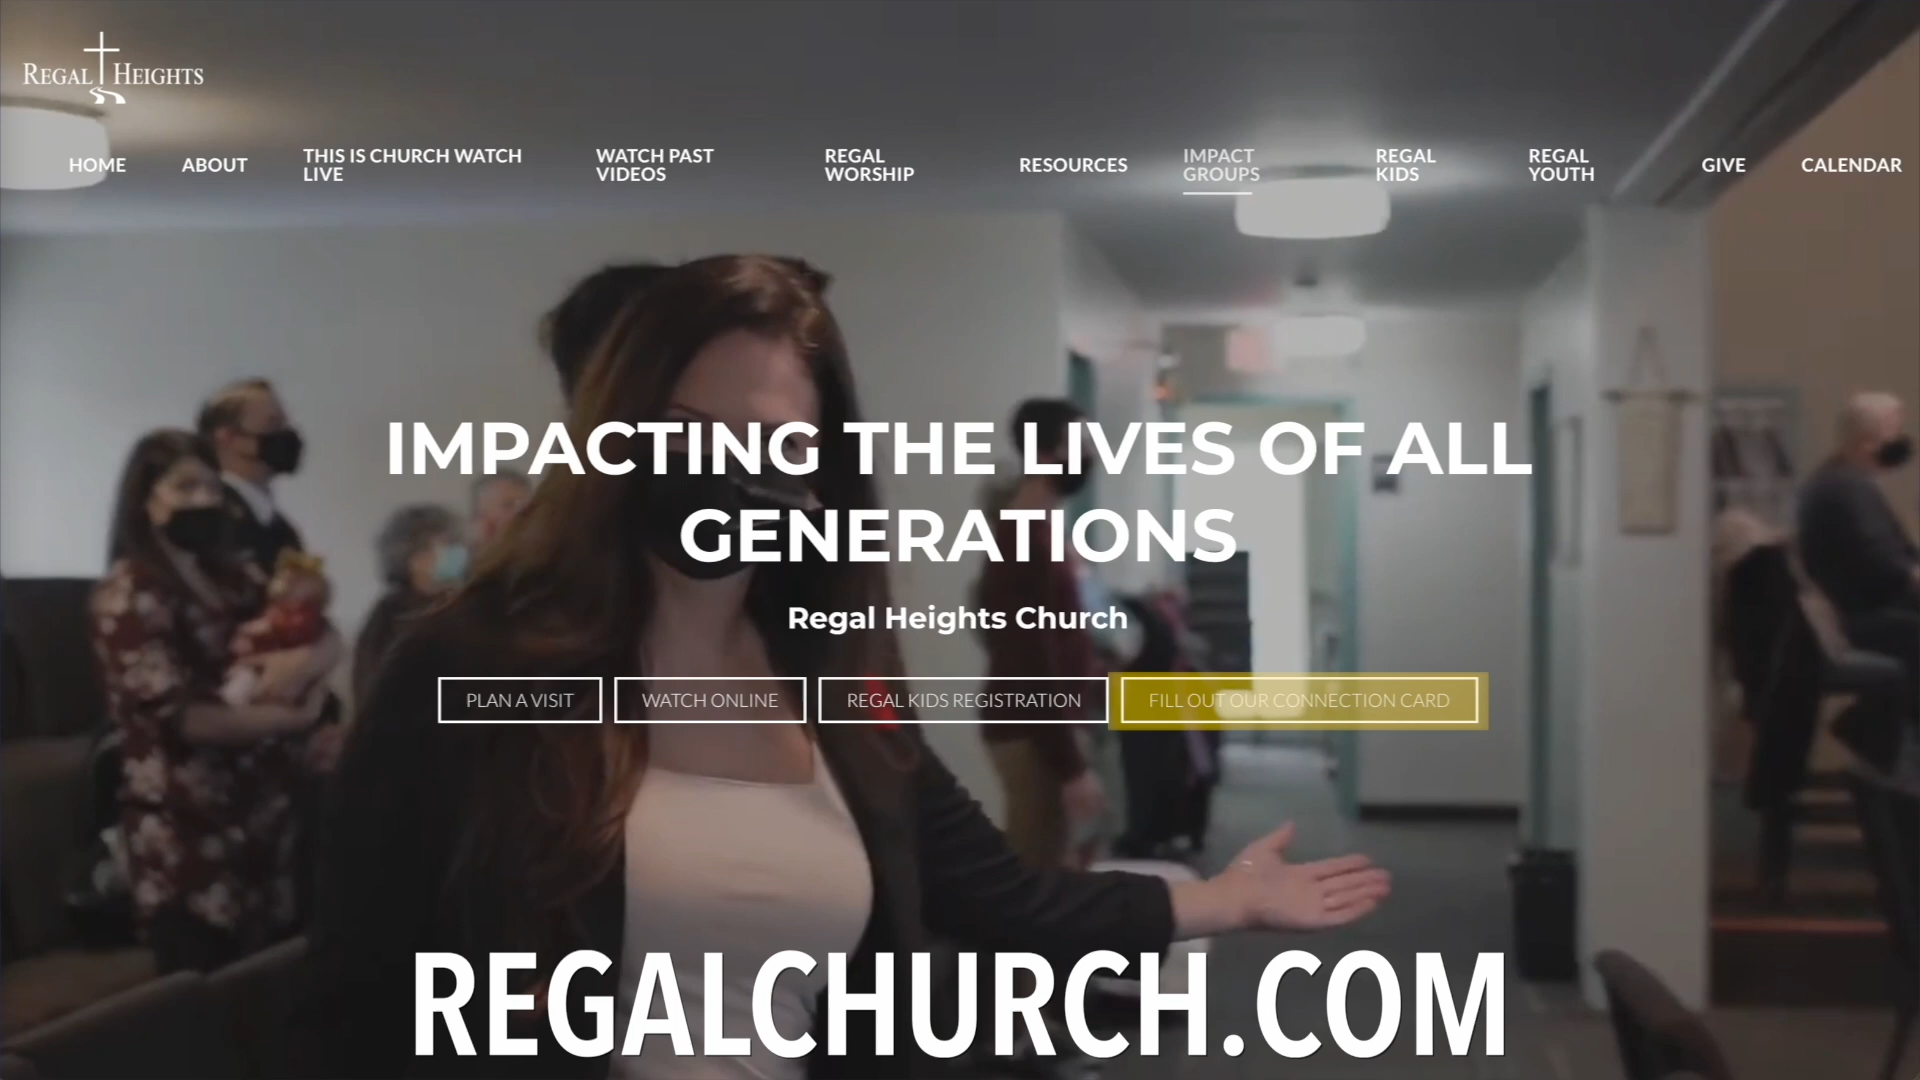 REGAL HEIGHTS
HOME
ABOUT
THIS IS CHURCH WATCH
LIVE
WATCH PAST
VIDEOS
REGAL
WORSHIP
RESOURCES
IMPACT
GROUPS
REGAL
KIDS
REGAL
YOUTH
GIVE
CALENDAR
IMPACTING THE LIVES OF ALL
GENERATIONS
Regal Heights Church
PLAN A VISIT
WATCH ONLINE
REGAL KIDS REGISTRATION
FILL OUT OUR CONNECTION CARD
REGALCHURCH.COM